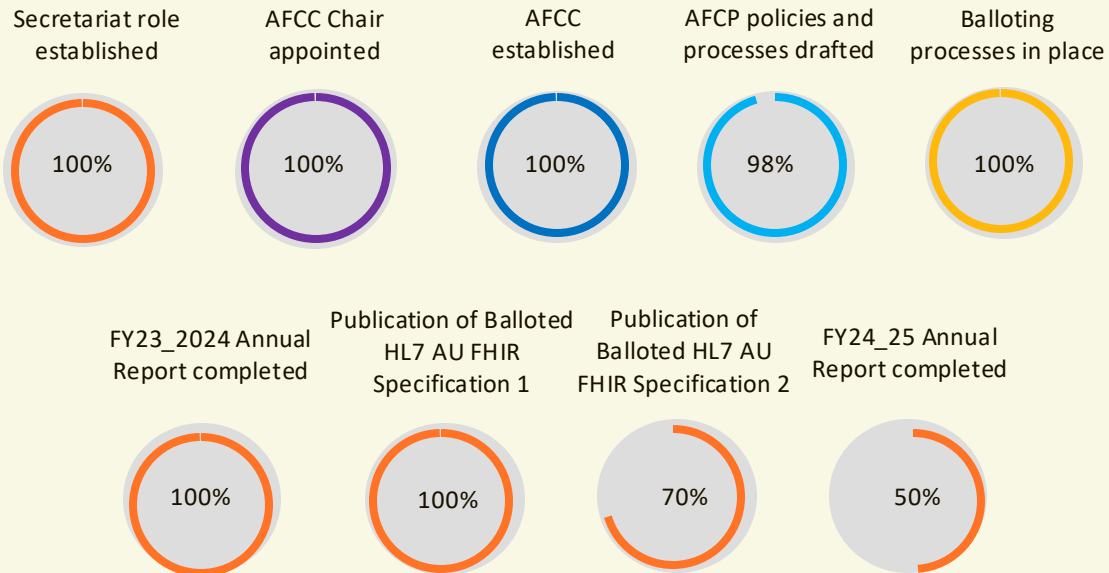 Secretariat role
established
AFCC Chair
appointed
AFCC
established
AFCP policies and
processes drafted
Balloting
processes in place
100%
100%
100%
98%
100%
FY23_2024 Annual
Report completed
Publication of Balloted
HL7 AU FHIR
Specification 1
Publication of
Balloted HL7 AU
FHIR Specification 2
FY24_25 Annual
Report completed
100%
100%
70%
50%